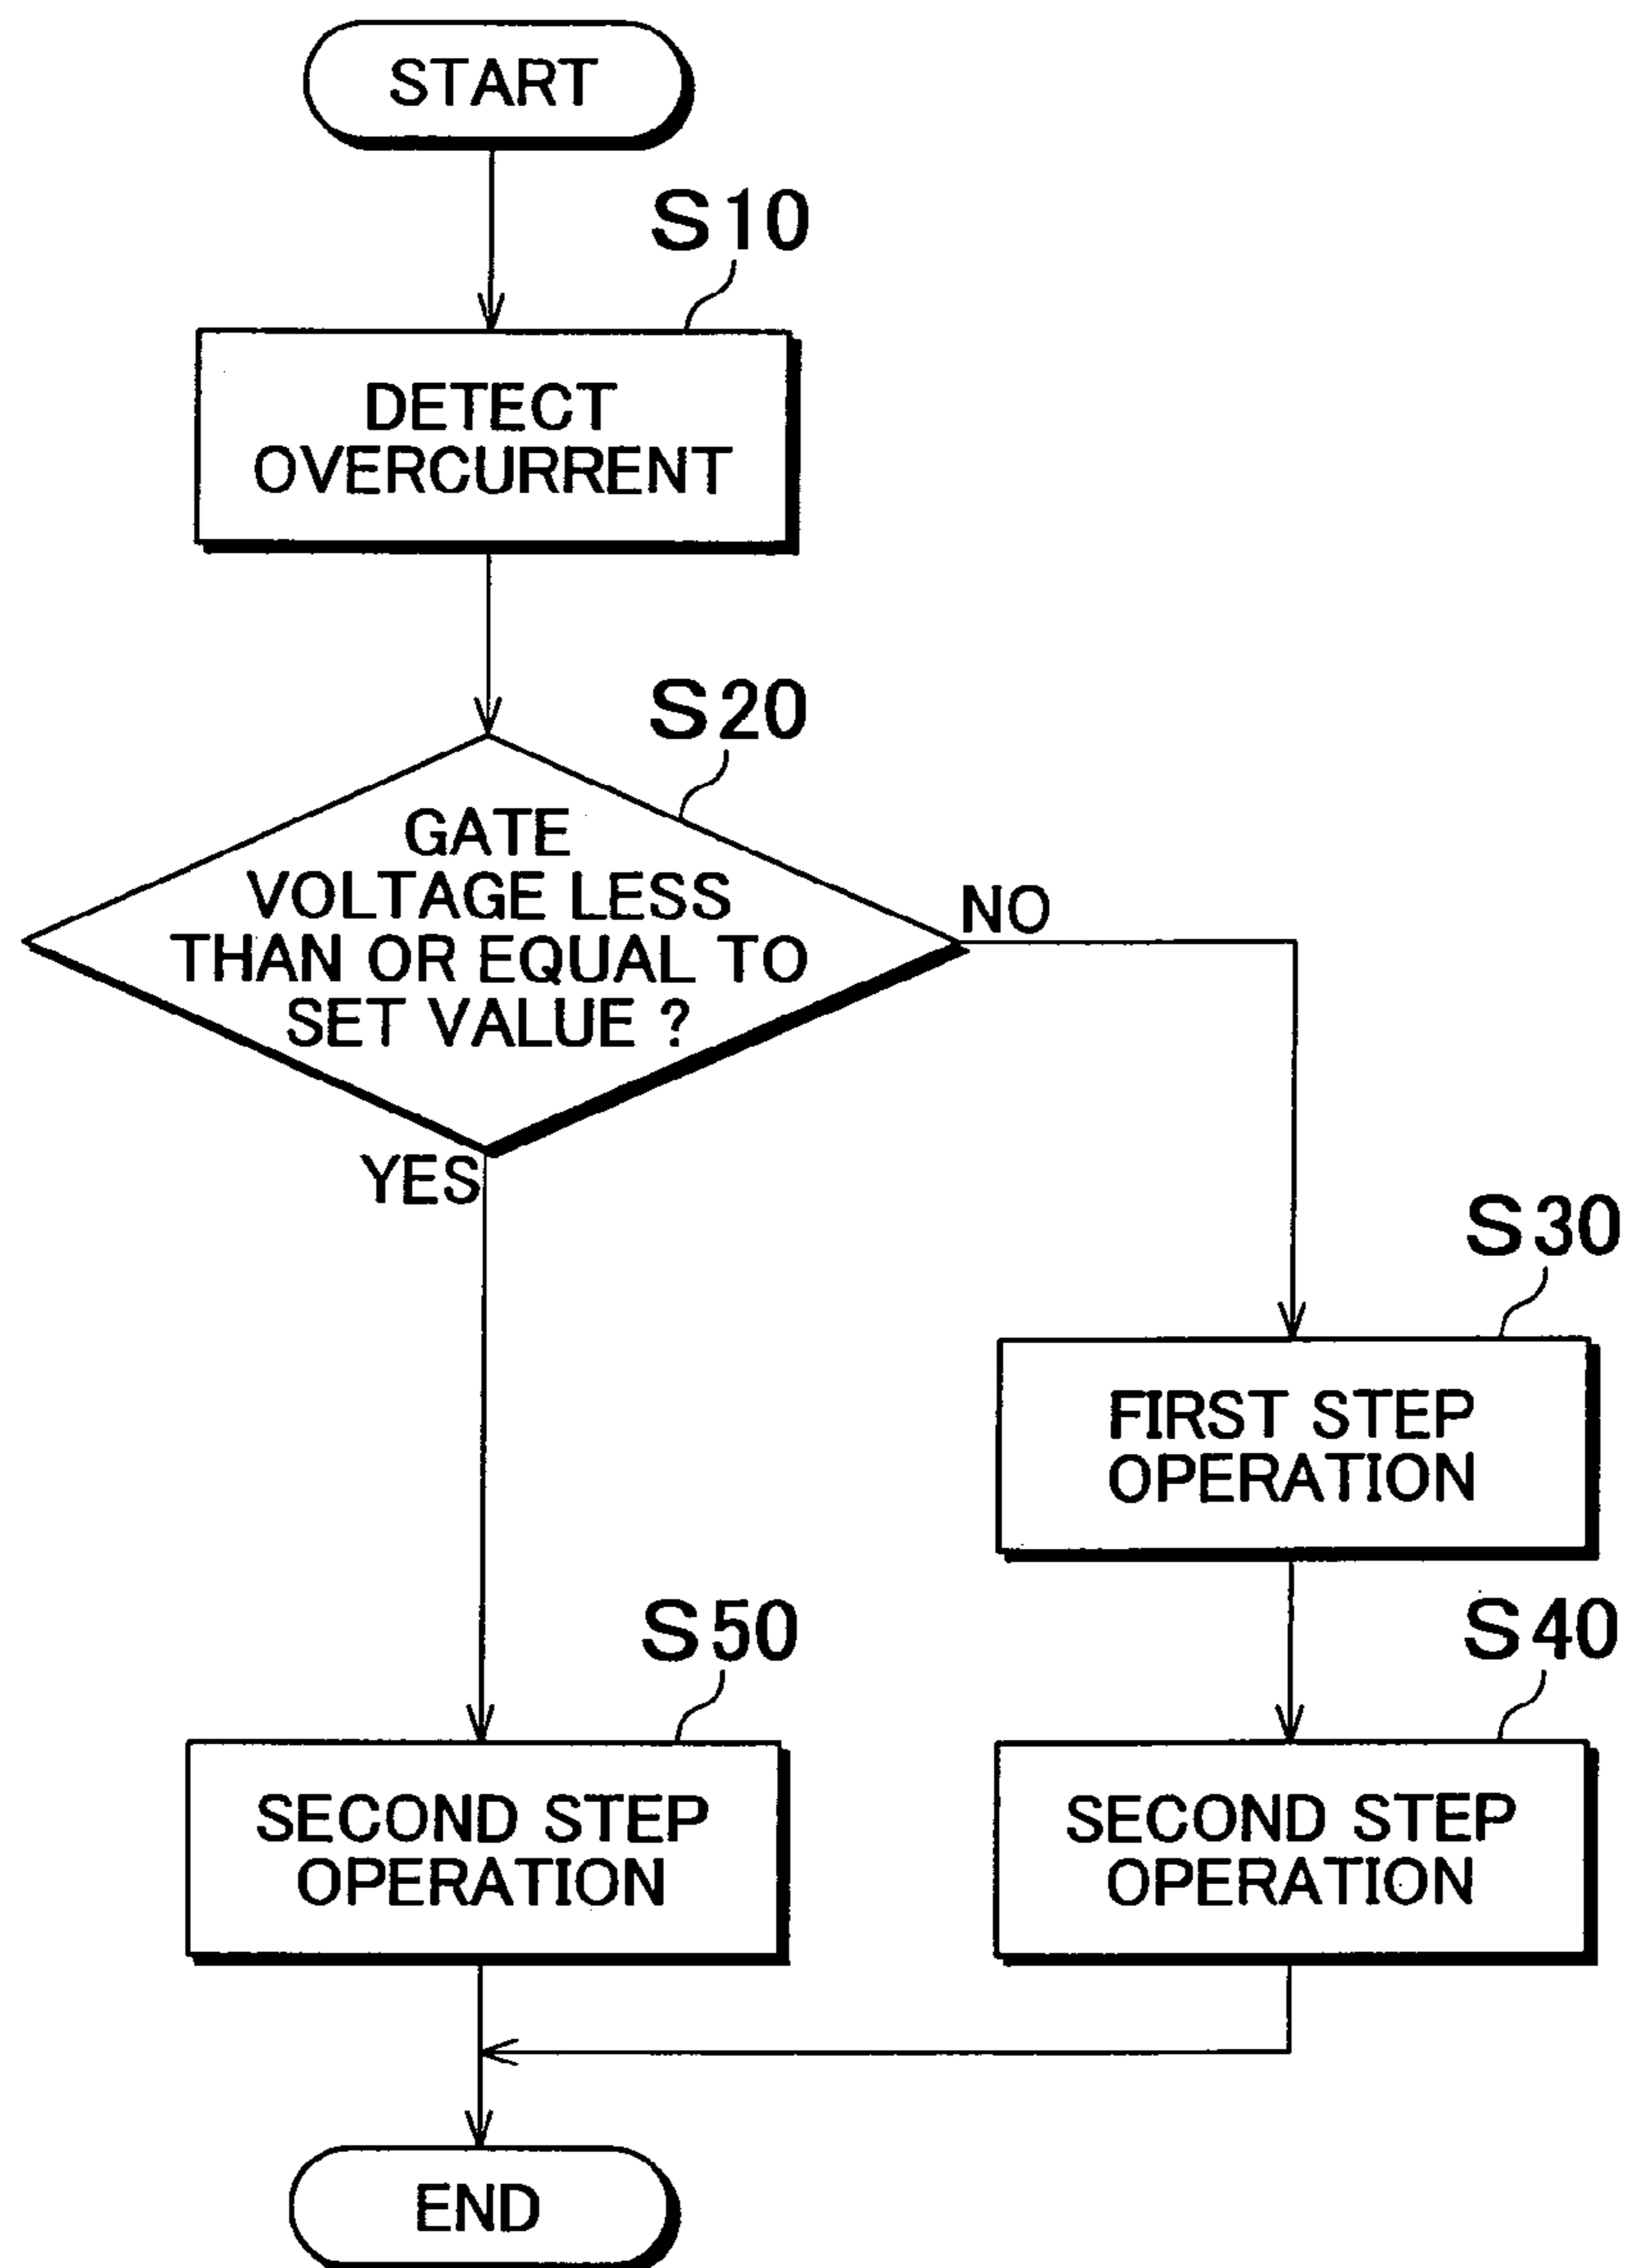 START
S10
DETECT
OVERCURRENT
S20
GATE
VOLTAGE LESS
THAN OR EQUAL TO
SET VALUE ?
NO
YES
S30
FIRST STEP
OPERATION
S50
S40
SECOND STEP
OPERATION
SECOND STEP
OPERATION
END